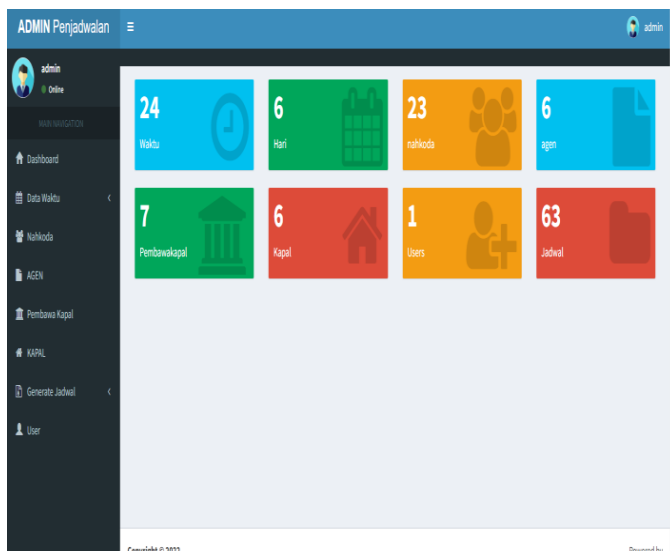 ADMIN Penjadwalan
admin
admin
Online
MAIN NAVIGATION
Dashboard
Data Waktu
Nahkoda
AGEN
Pembawa Kapal
KAPAL
Generate Jadwal
User
24
Waktu
6
Hari
23
nahkoda
6
agen
7
Pembawakapal
6
Kapal
1
Users
63
Jadwal
Copyright © 2022
Powered by